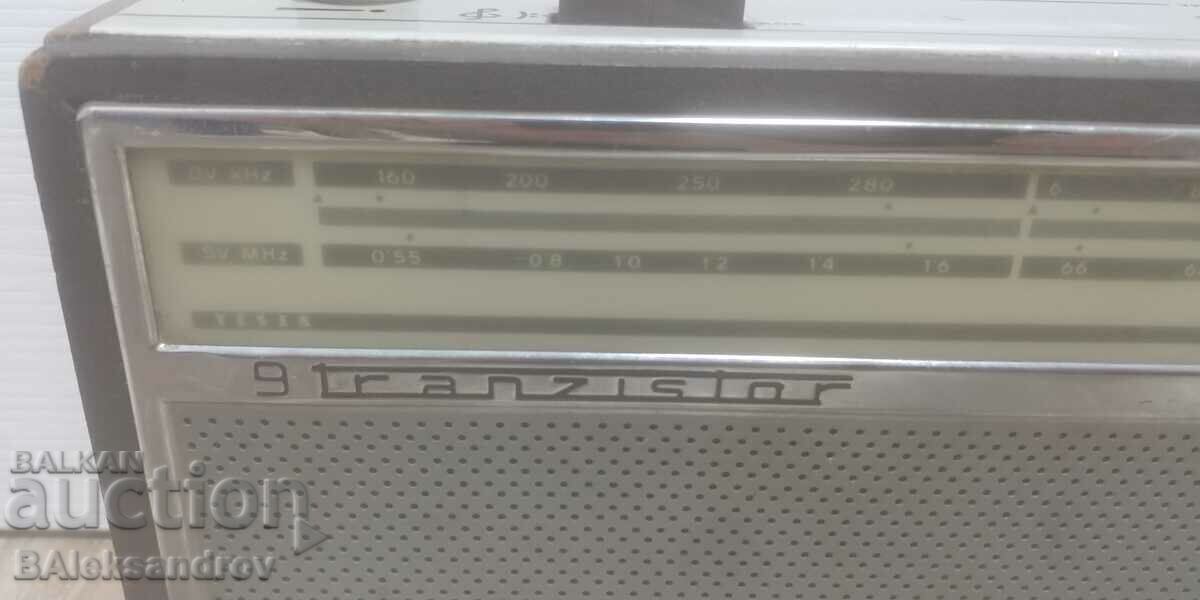 DV kHz 160 200 250 280 6
SV MHz 0'55 0'8 1'0 1'2 1'4 1'6 66
TESLA
9 tranzistor
BALKAN
auction
BAleksandrov